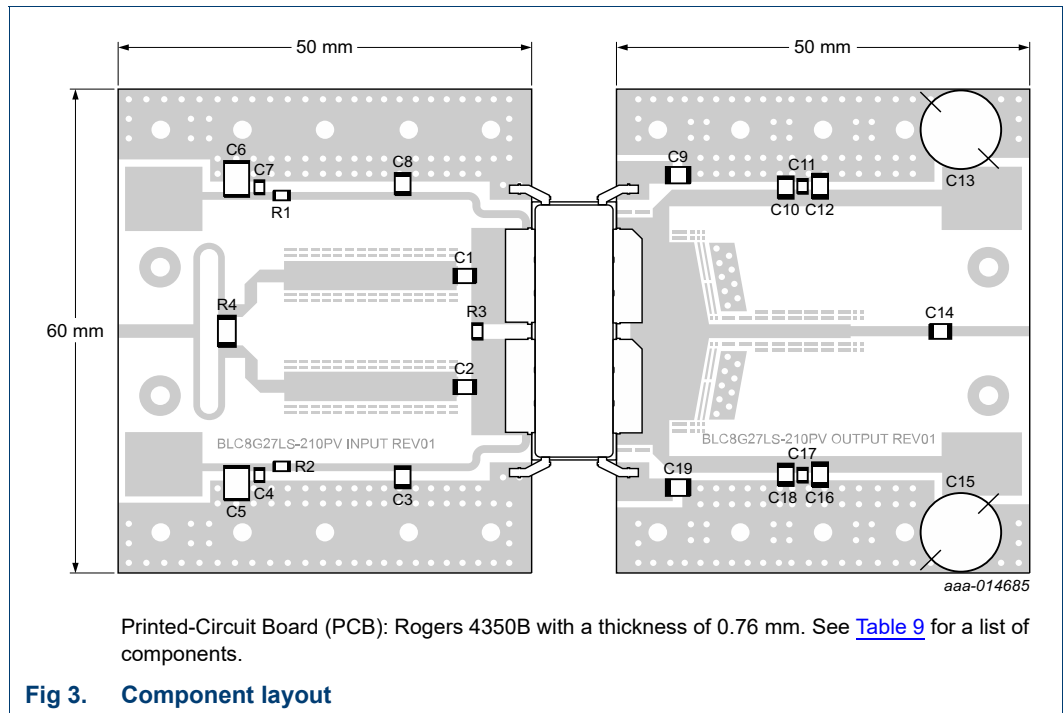 50 mm
50 mm
C6
C7
C8
R1
C9
C11
C10
C12
C13
C1
R4
R3
60 mm
C14
C2
BLC8G27LS-210PV INPUT REV01
BLC8G27LS-210PV OUTPUT REV01
R2
C5
C4
C3
C19
C17
C18
C16
C15
aaa-014685
Printed-Circuit Board (PCB): Rogers 4350B with a thickness of 0.76 mm. See Table 9 for a list of
components.
Fig 3. Component layout